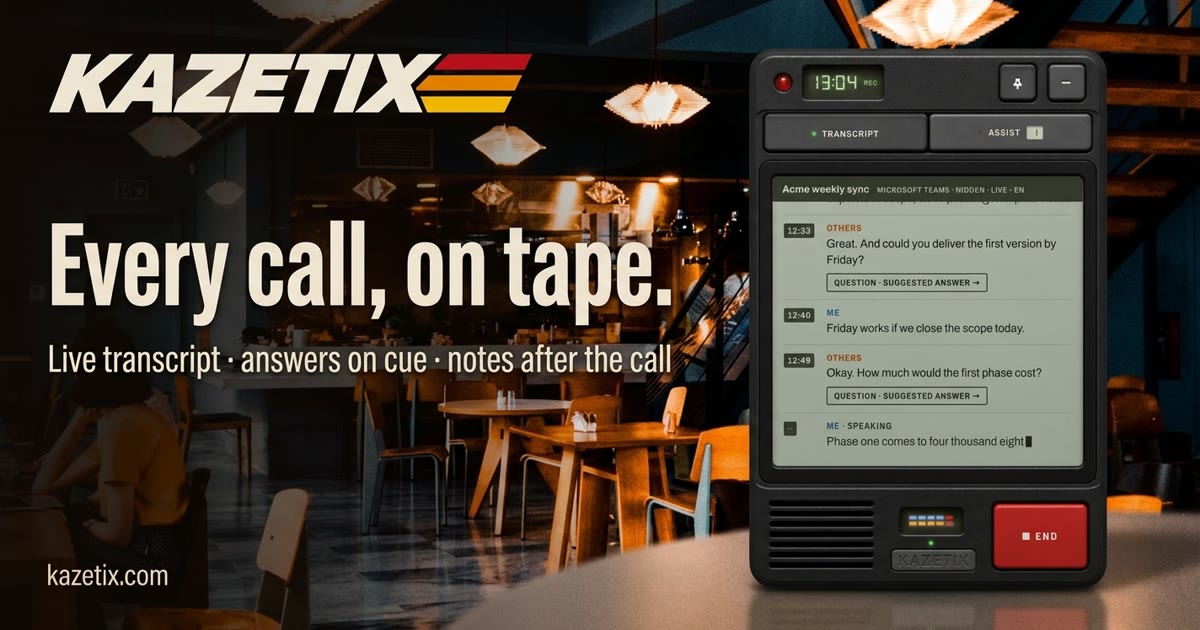 KAZETIX
Every call, on tape.
Live transcript · answers on cue · notes after the call
kazetix.com
13:04 REC
TRANSCRIPT
ASSIST
Acme weekly sync MICROSOFT TEAMS · HIDDEN · LIVE · EN
12:33 OTHERS
Great. And could you deliver the first version by
Friday?
QUESTION · SUGGESTED ANSWER →
12:40 ME
Friday works if we close the scope today.
12:49 OTHERS
Okay. How much would the first phase cost?
QUESTION · SUGGESTED ANSWER →
ME · SPEAKING
Phase one comes to four thousand eight
END
KAZETIX